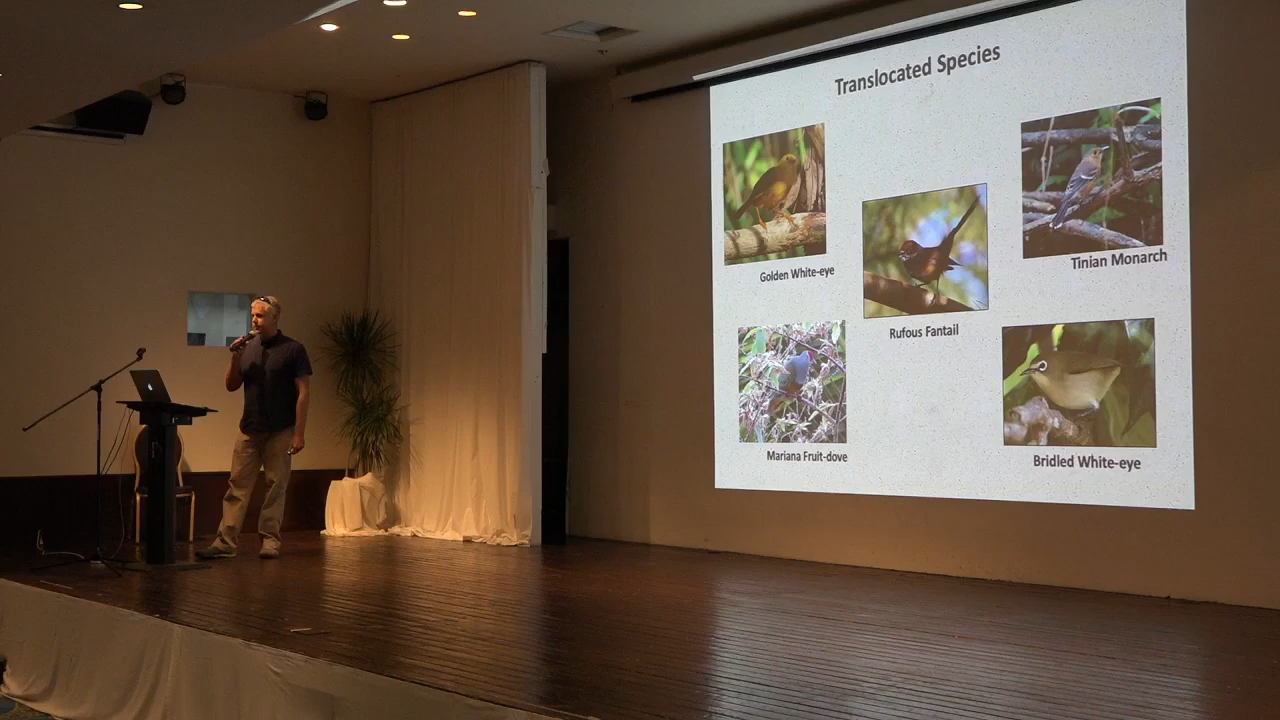 Translocated Species
Golden White-eye
Tinian Monarch
Rufous Fantail
Mariana Fruit-dove
Bridled White-eye